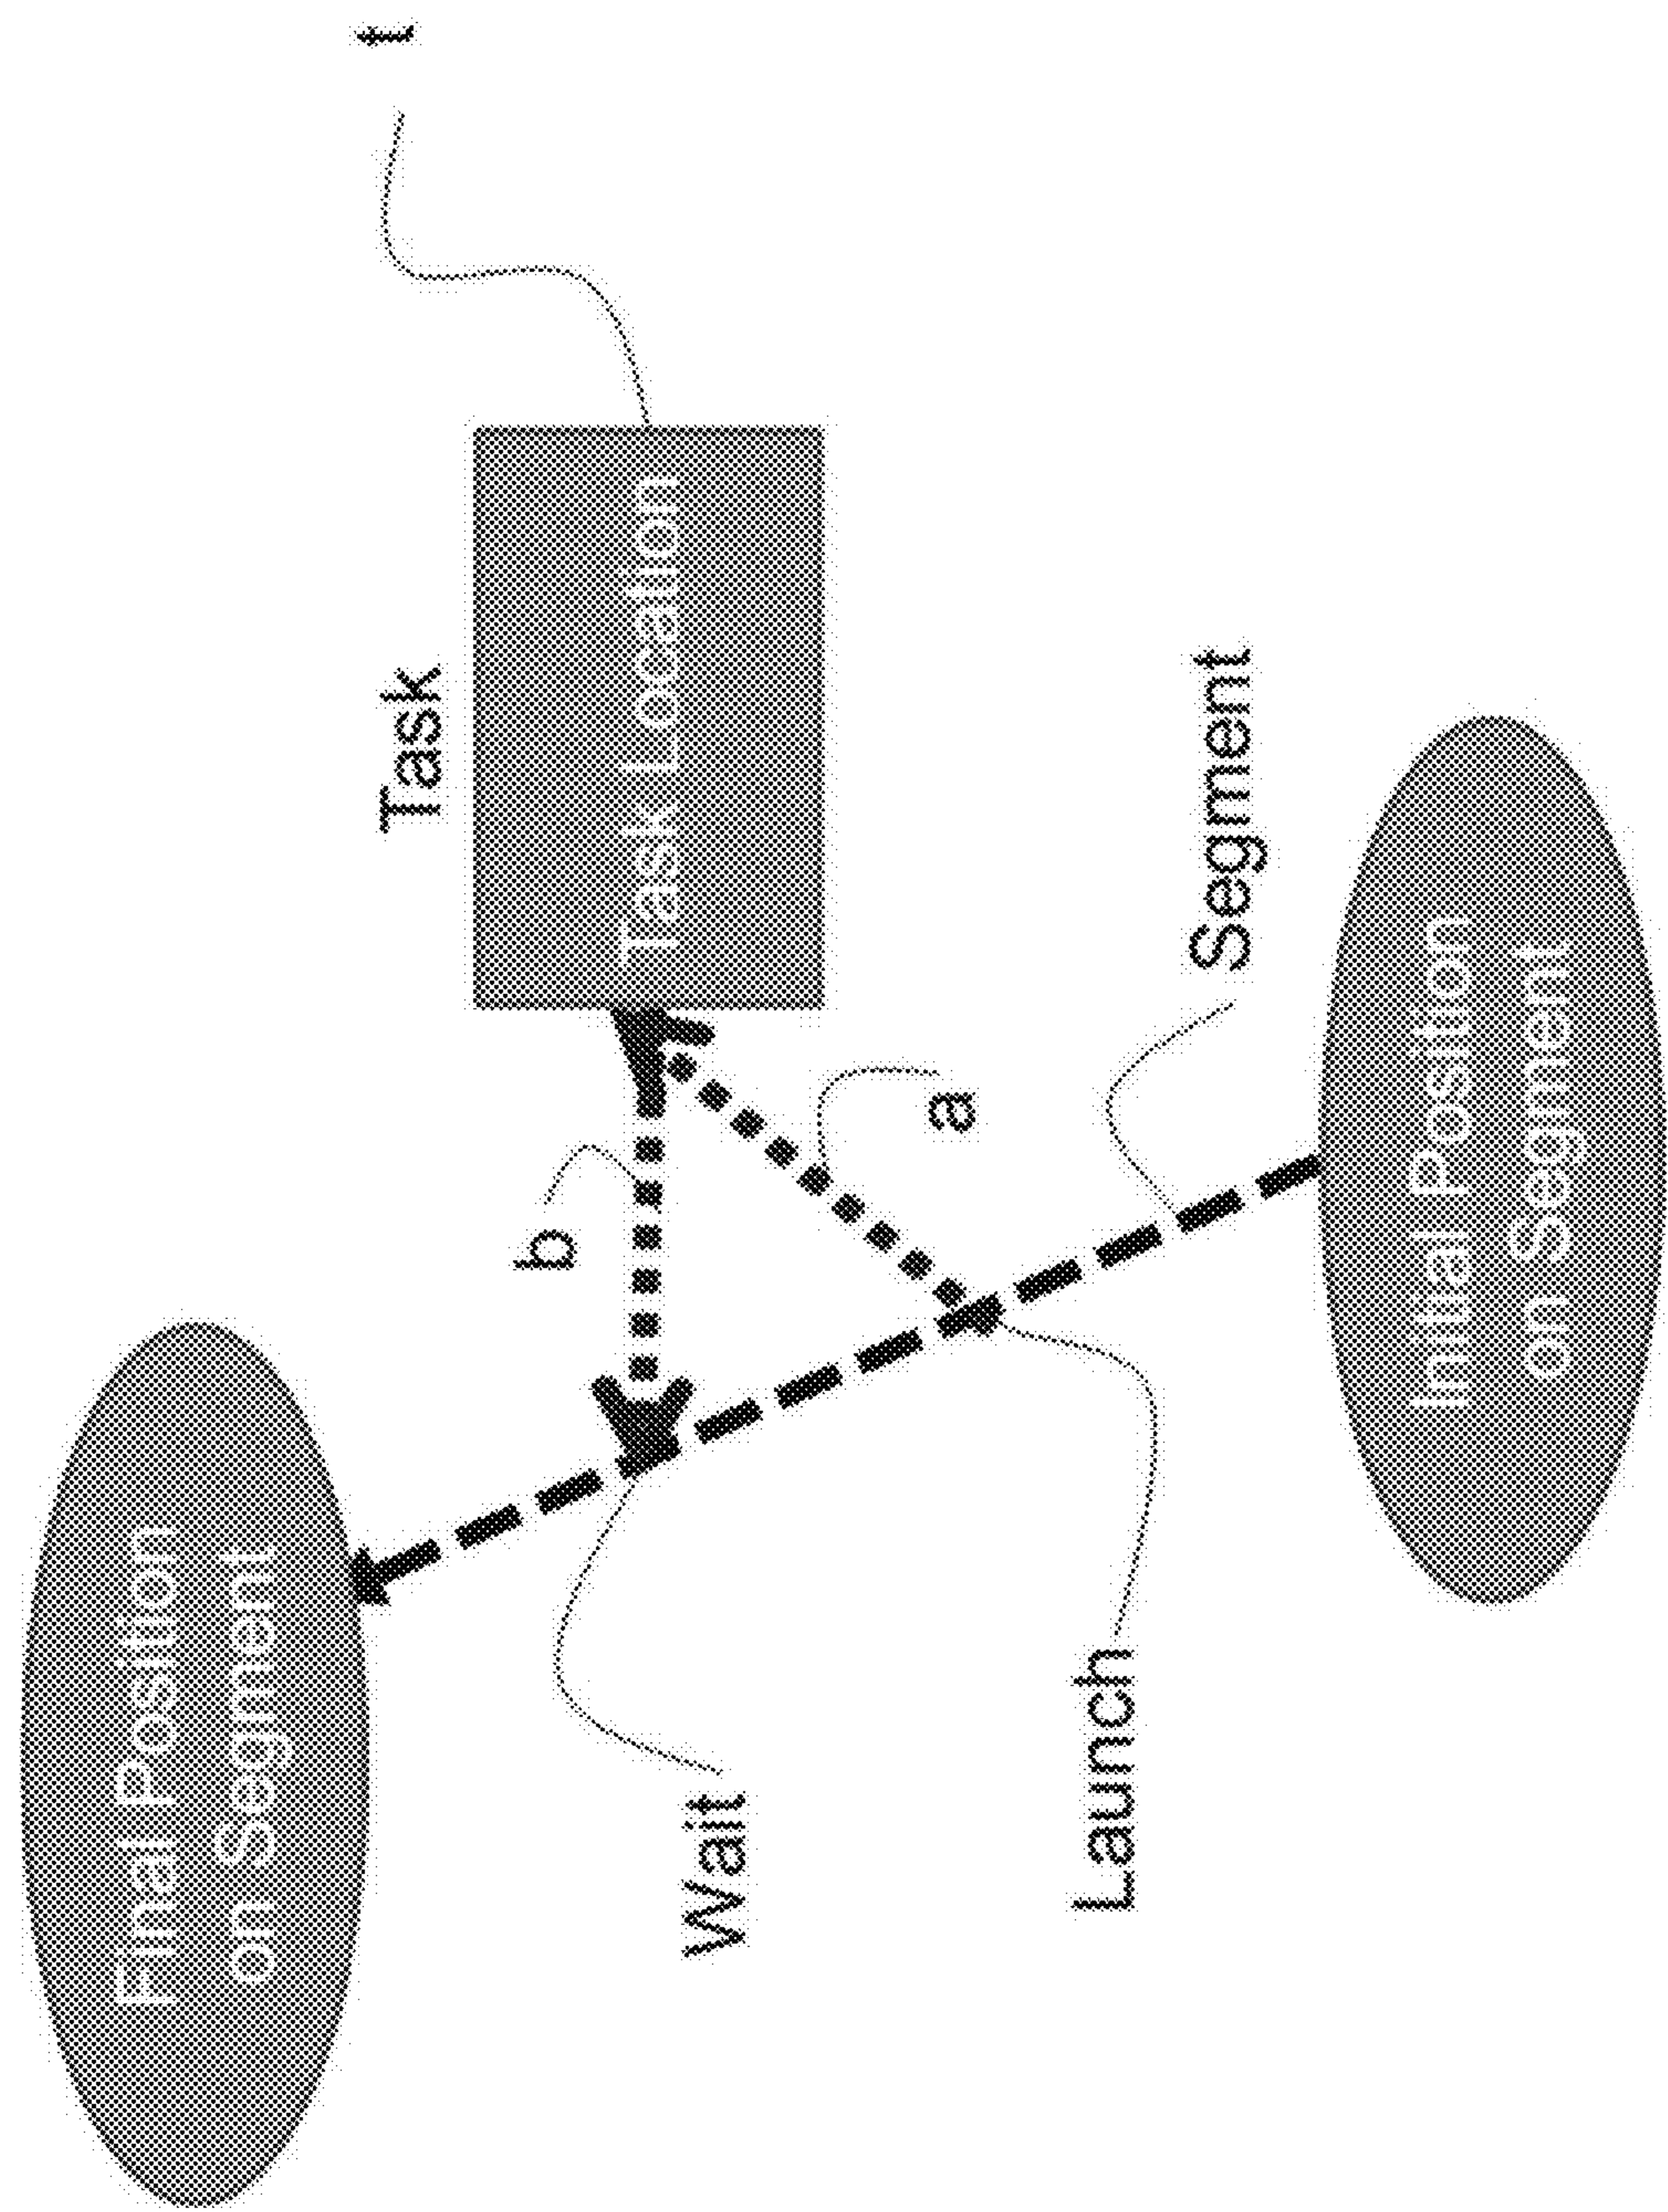 Final Position
on Segment
Task
t
b
Task Location
Wait
a
Launch
Segment
Initial Position
on Segment